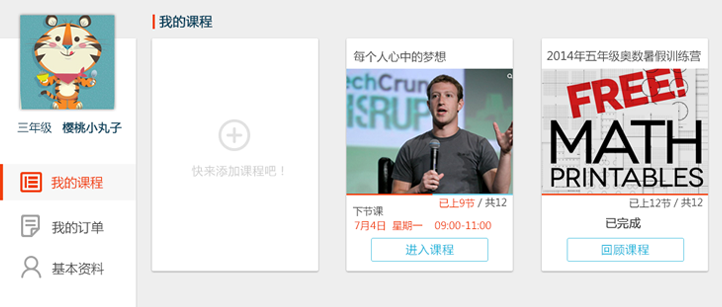 我的课程
三年级 樱桃小丸子
我的课程
我的订单
基本资料
快来添加课程吧！
每个人心中的梦想
echCrun
ISRUP
已上9节 / 共12
下节课
7月4日 星期一 09:00-11:00
进入课程
2014年五年级奥数暑假训练营
FREE!
MATH
PRINTABLES
已上12节 / 共12
已完成
回顾课程